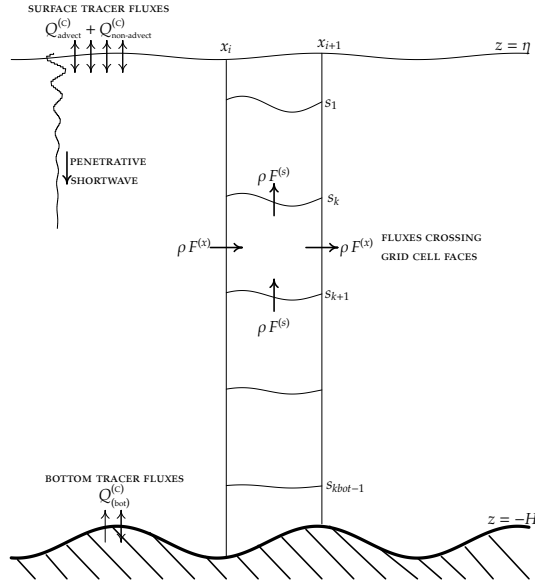 SURFACE TRACER FLUXES
Q^(C)_advect + Q^(C)_non-advect
x_i
x_{i+1}
z = η
s_1
PENETRATIVE
SHORTWAVE
ρ F^(s)
s_k
ρ F^(x)
ρ F^(x)
FLUXES CROSSING
GRID CELL FACES
s_{k+1}
ρ F^(s)
BOTTOM TRACER FLUXES
Q^(C)_(bot)
s_{kbot−1}
z = −H